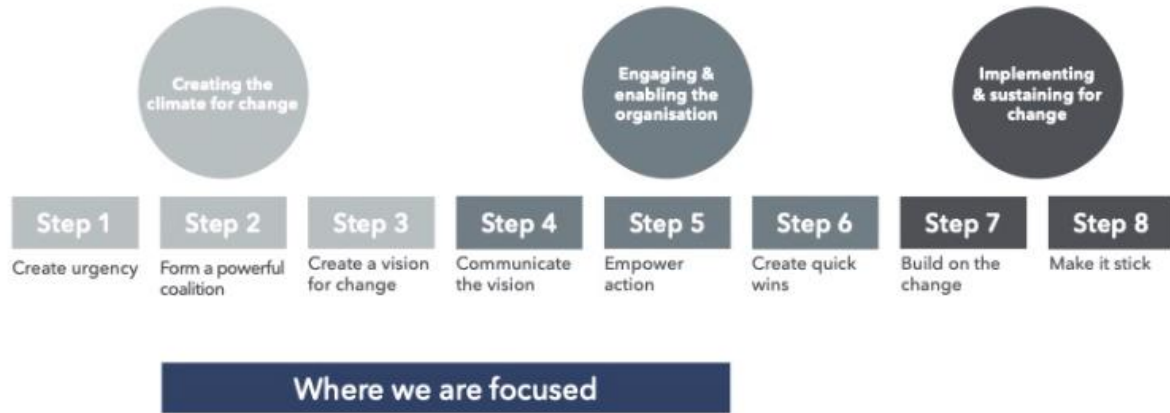 Creating the
climate for change
Engaging &
enabling the
organisation
Implementing
& sustaining for
change
Step 1
Step 2
Step 3
Step 4
Step 5
Step 6
Step 7
Step 8
Create urgency
Form a powerful
coalition
Create a vision
for change
Communicate
the vision
Empower
action
Create quick
wins
Build on the
change
Make it stick
Where we are focused